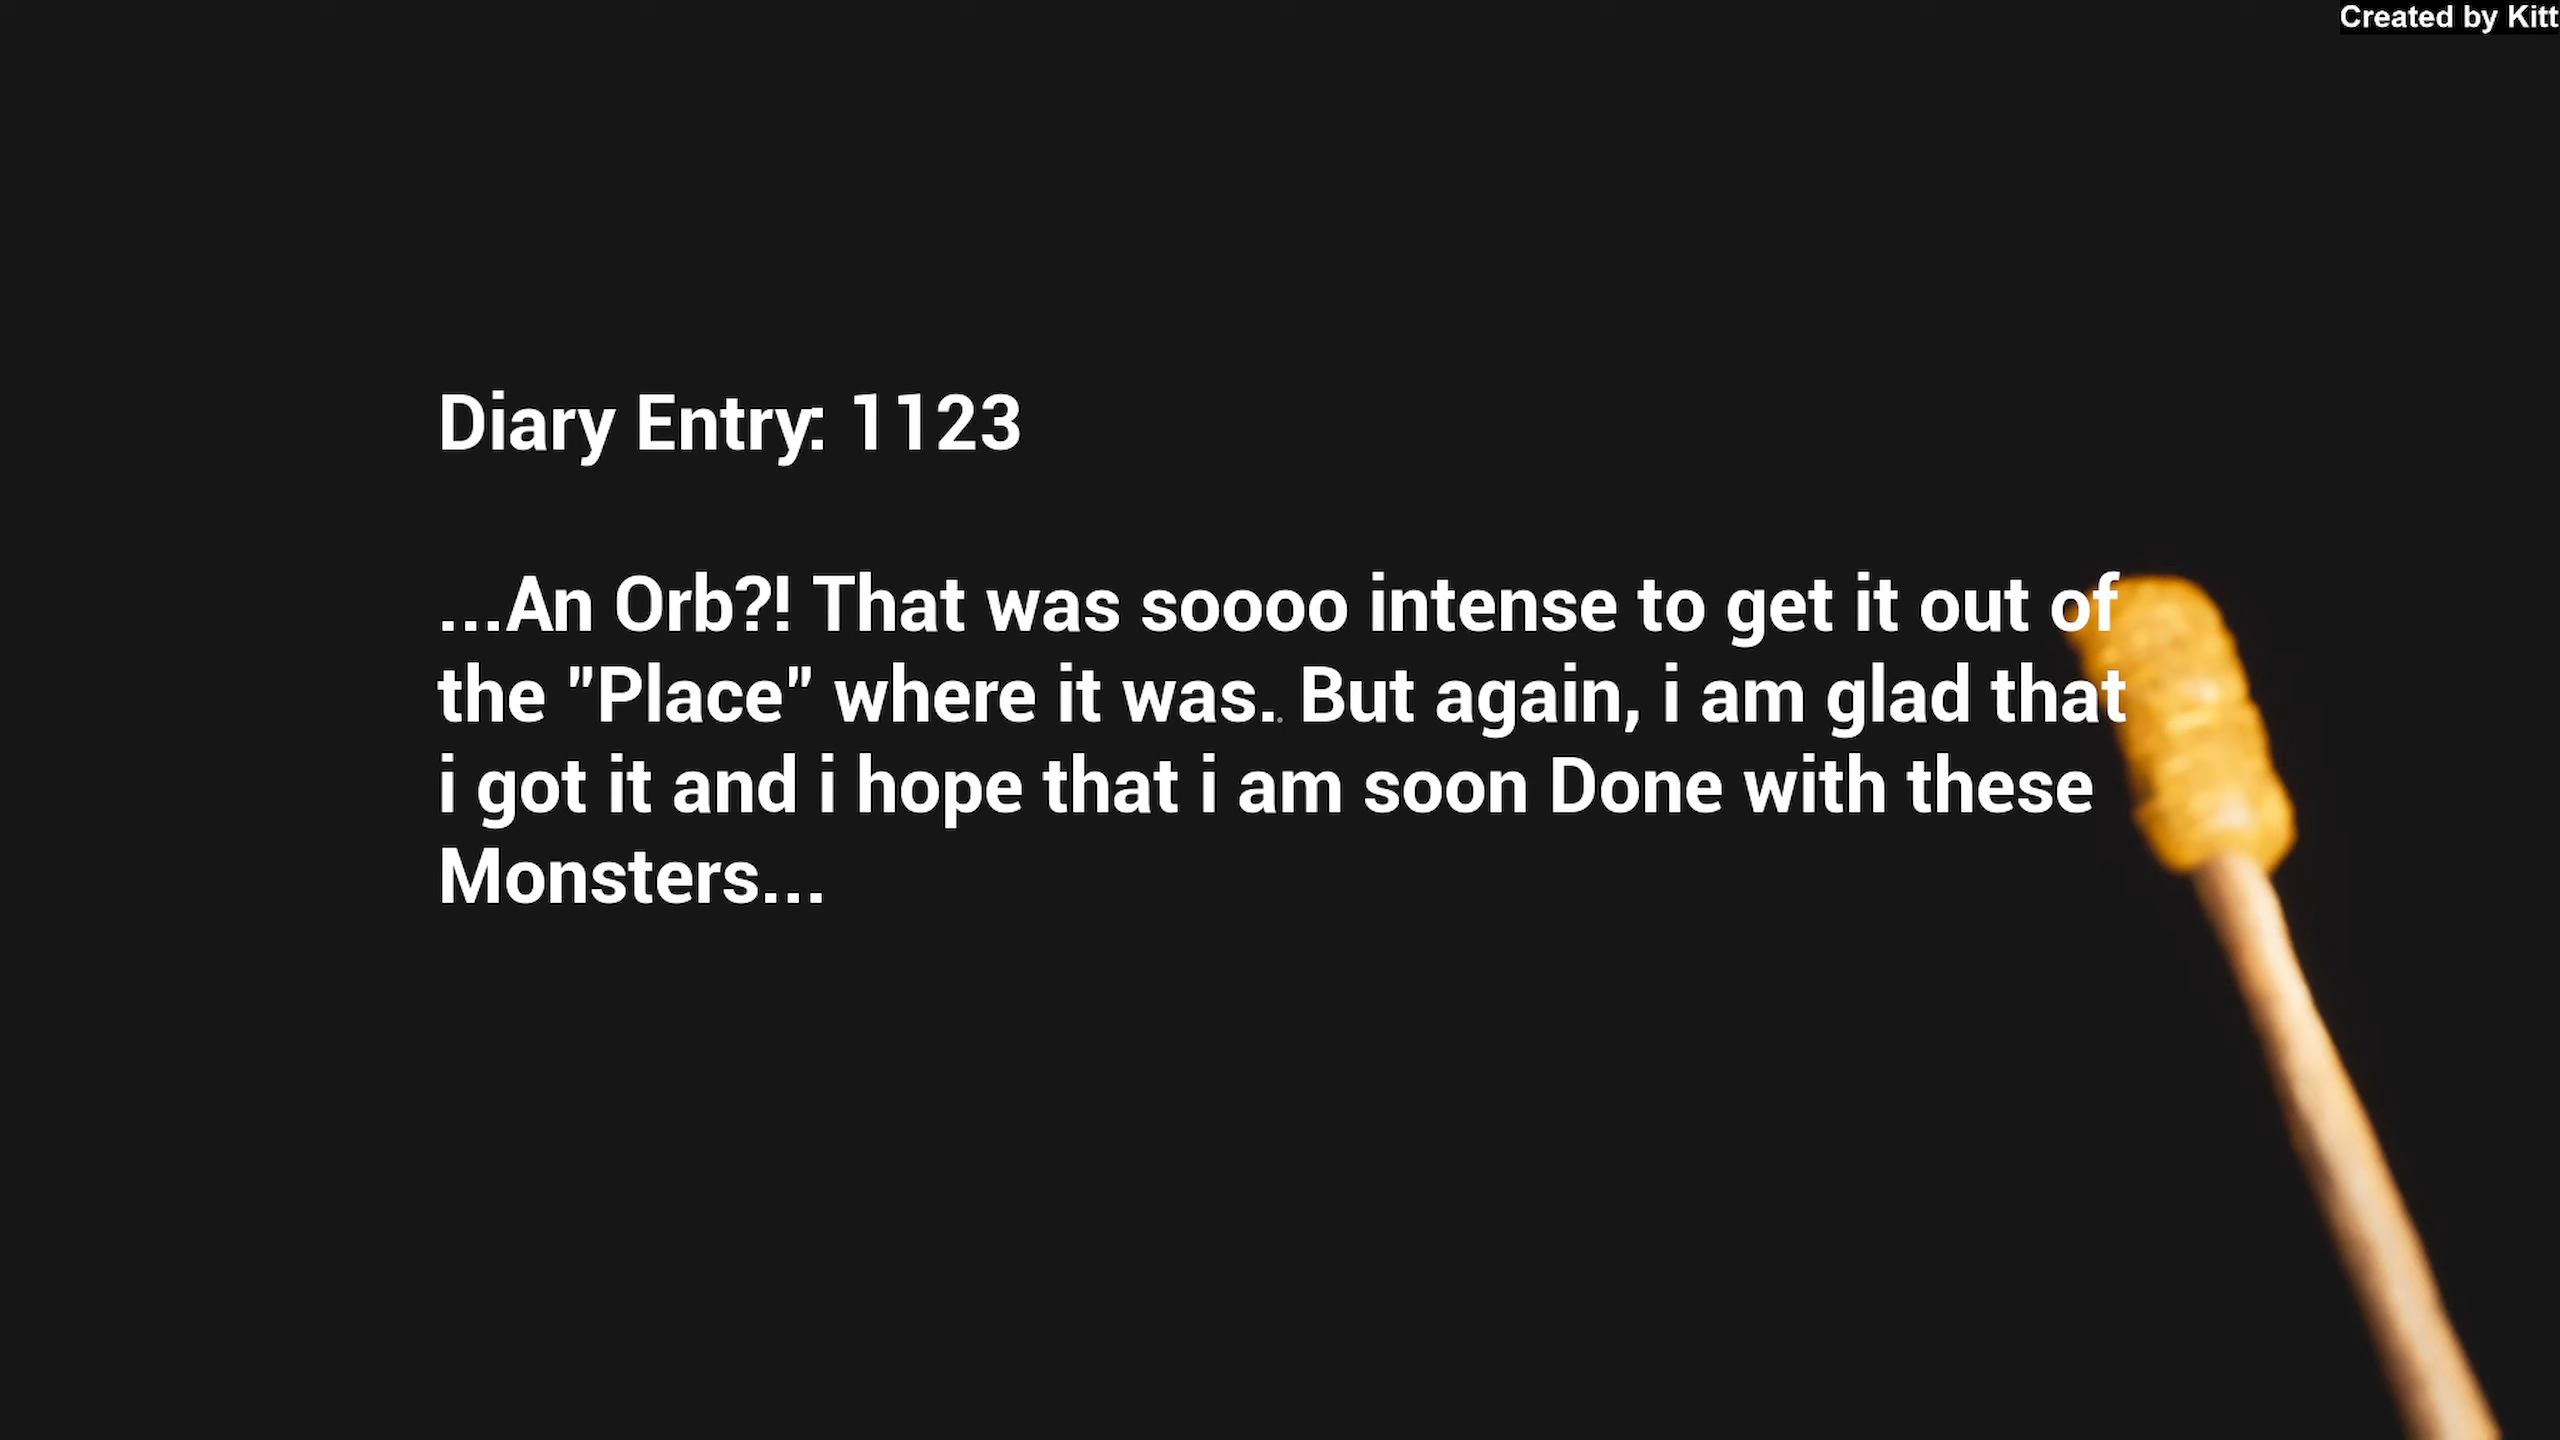 Created by Kitt
Diary Entry: 1123
...An Orb?! That was soooo intense to get it out of
the "Place" where it was. But again, i am glad that
i got it and i hope that i am soon Done with these
Monsters...